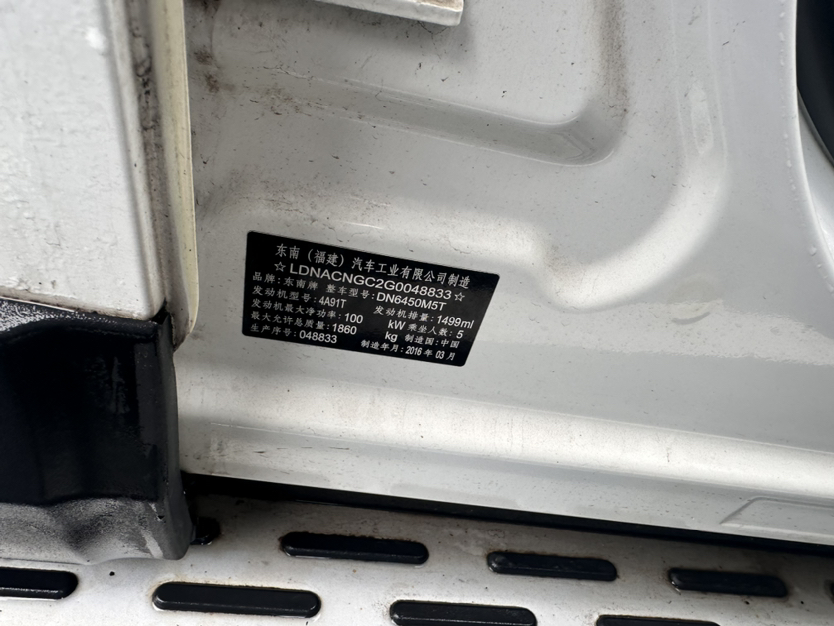 东南（福建）汽车工业有限公司制造
☆LDNACNGC2G0048833☆
品牌：东南牌 整车型号：DN6450M5T
发动机型号：4A91T 发动机排量：1499ml
发动机最大净功率：100 kW 乘坐人数：5
最大允许总质量：1860 kg 制造国：中国
生产序号：048833 制造年月：2016 年 03 月